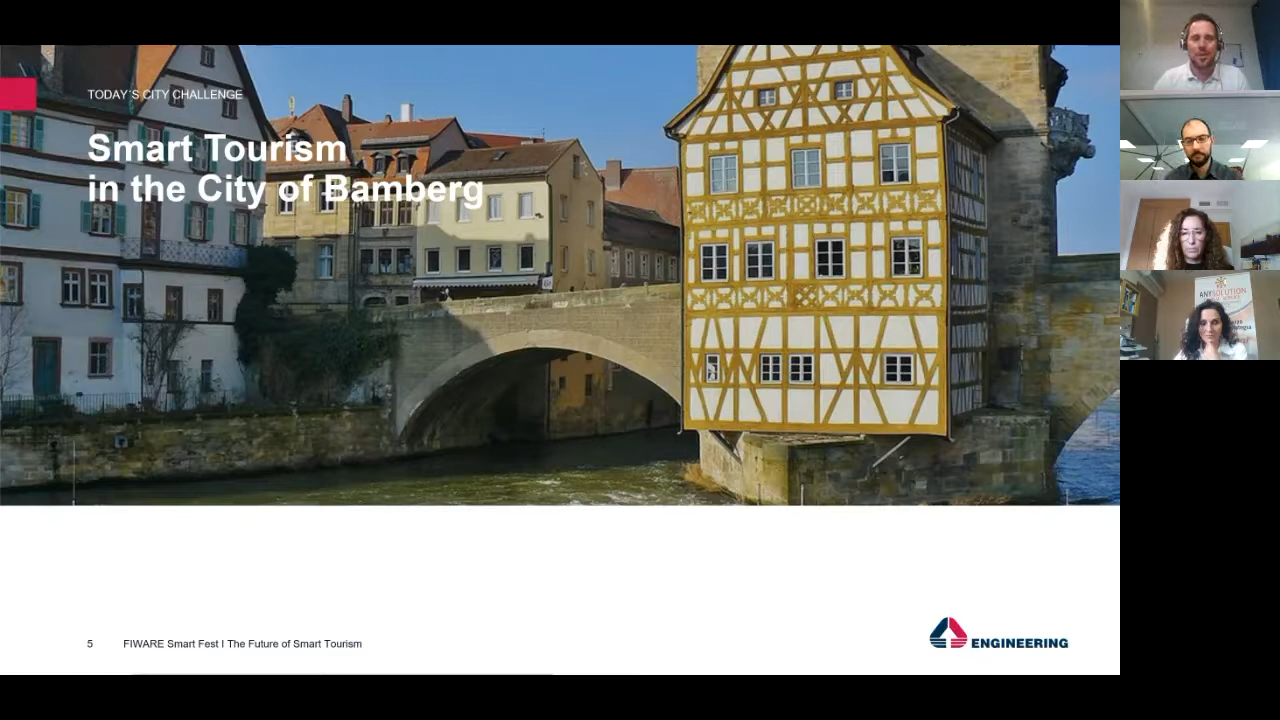 TODAY´S CITY CHALLENGE
Smart Tourism
in the City of Bamberg
5
FIWARE Smart Fest I The Future of Smart Tourism
ENGINEERING
ANYSOLUTION